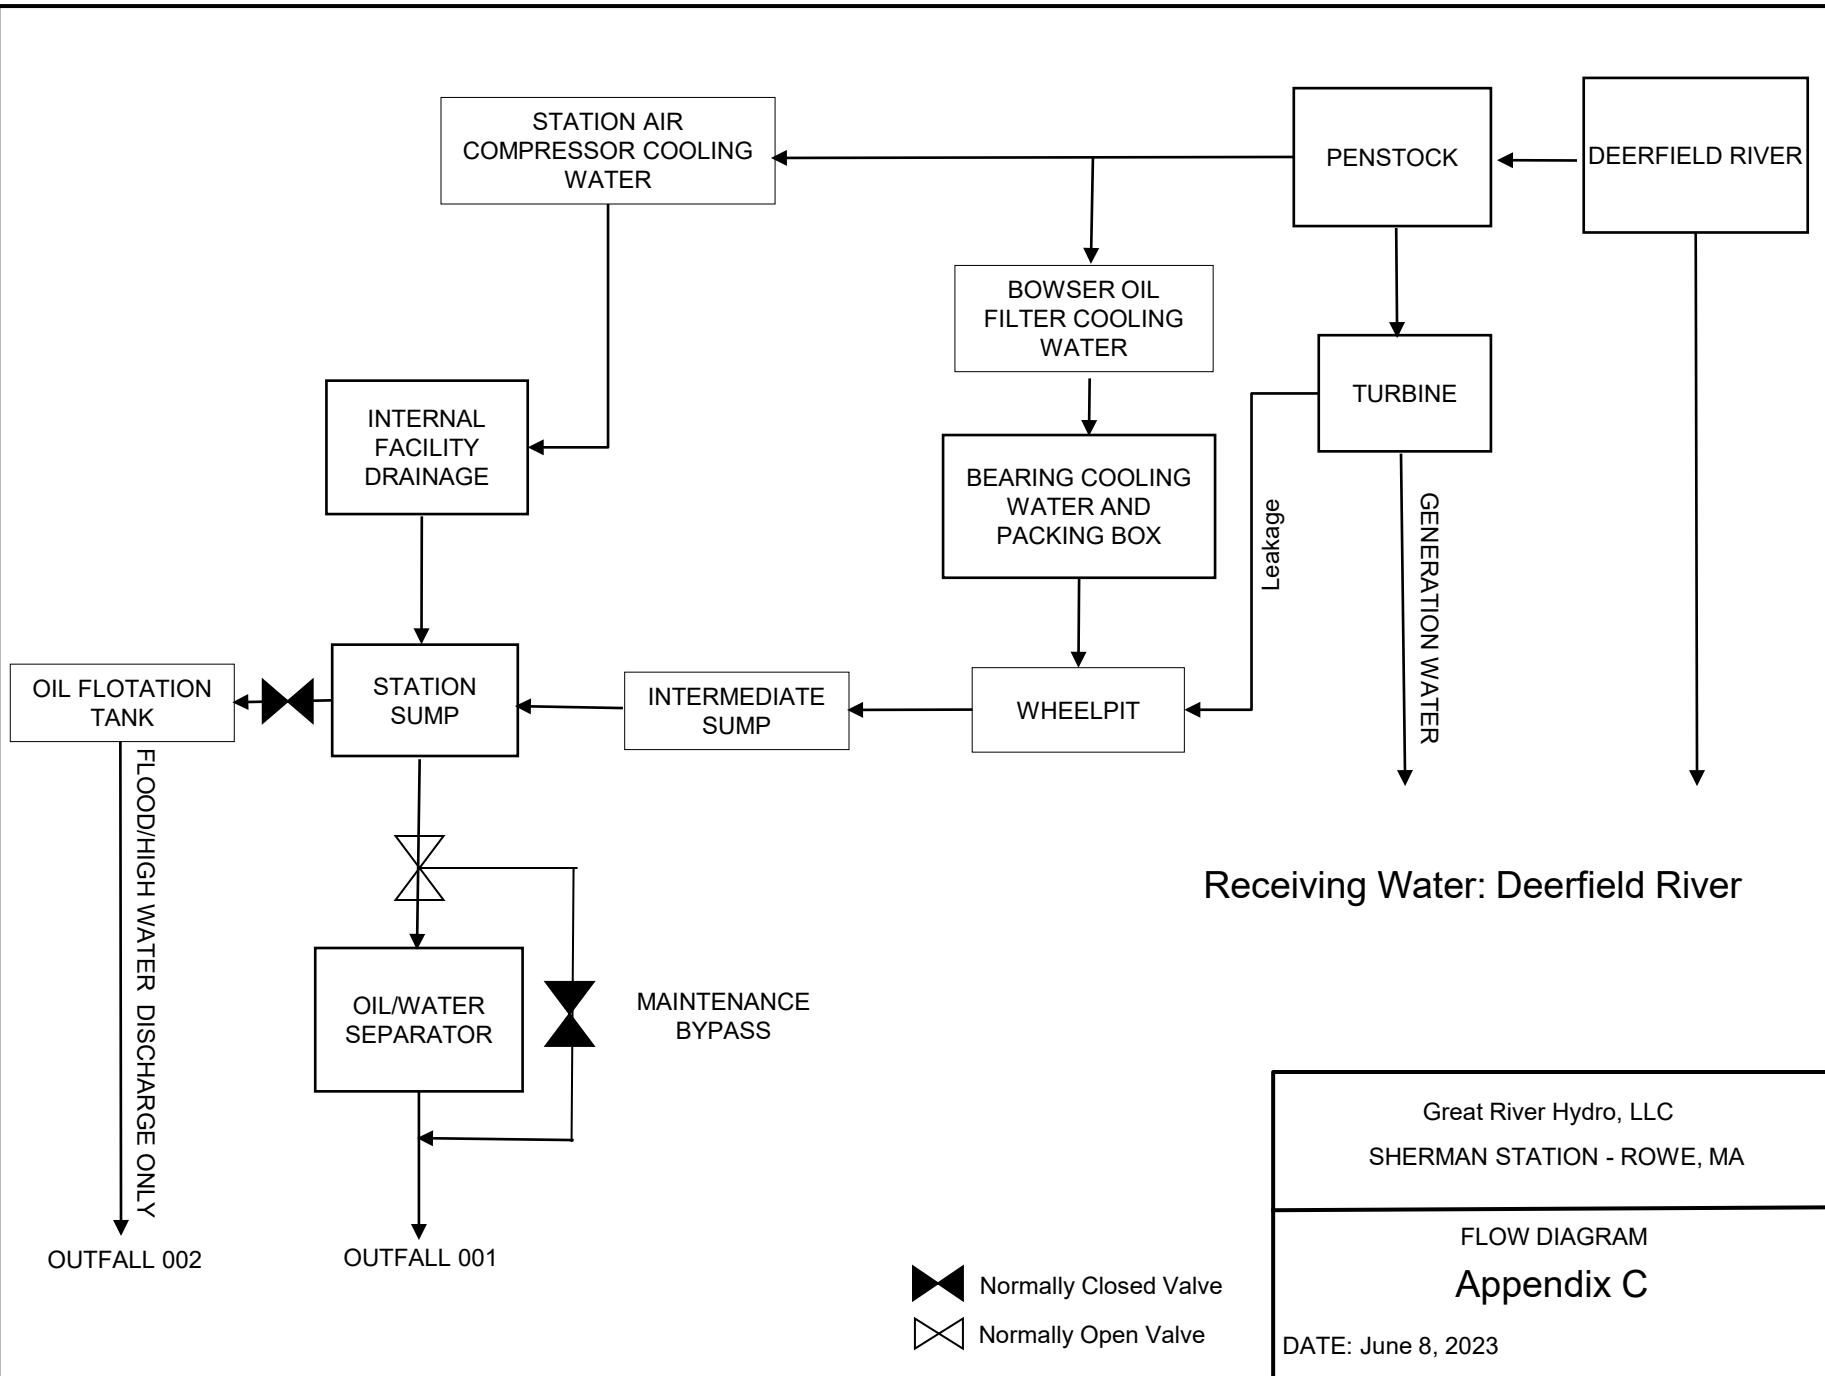 STATION AIR
COMPRESSOR COOLING
WATER
PENSTOCK
DEERFIELD RIVER
BOWSER OIL
FILTER COOLING
WATER
TURBINE
INTERNAL
FACILITY
DRAINAGE
BEARING COOLING
WATER AND
PACKING BOX
Leakage
GENERATION WATER
OIL FLOTATION
TANK
STATION
SUMP
INTERMEDIATE
SUMP
WHEELPIT
FLOOD/HIGH WATER DISCHARGE ONLY
Receiving Water: Deerfield River
OIL/WATER
SEPARATOR
MAINTENANCE
BYPASS
OUTFALL 002
OUTFALL 001
Normally Closed Valve
Normally Open Valve
Great River Hydro, LLC
SHERMAN STATION - ROWE, MA
FLOW DIAGRAM
Appendix C
DATE: June 8, 2023